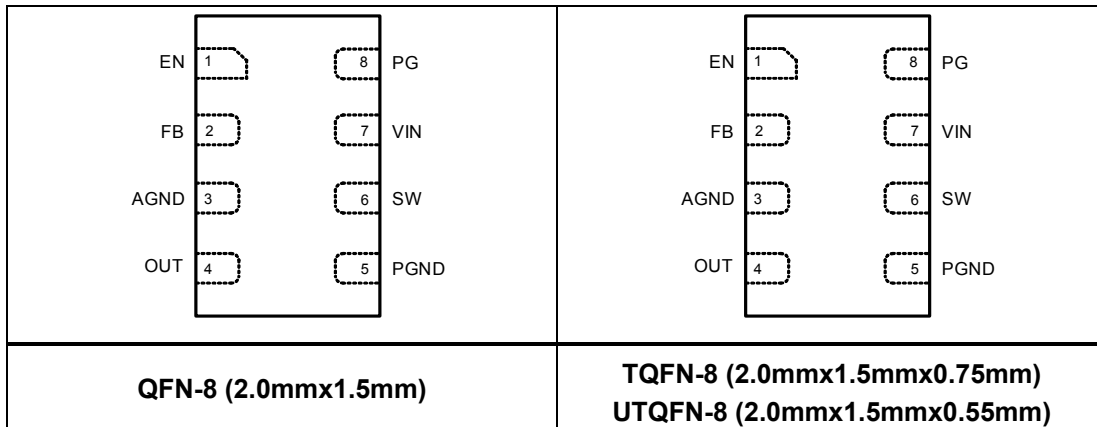 EN 1 8 PG
FB 2 7 VIN
AGND 3 6 SW
OUT 4 5 PGND
QFN-8 (2.0mmx1.5mm)
EN 1 8 PG
FB 2 7 VIN
AGND 3 6 SW
OUT 4 5 PGND
TQFN-8 (2.0mmx1.5mmx0.75mm)
UTQFN-8 (2.0mmx1.5mmx0.55mm)